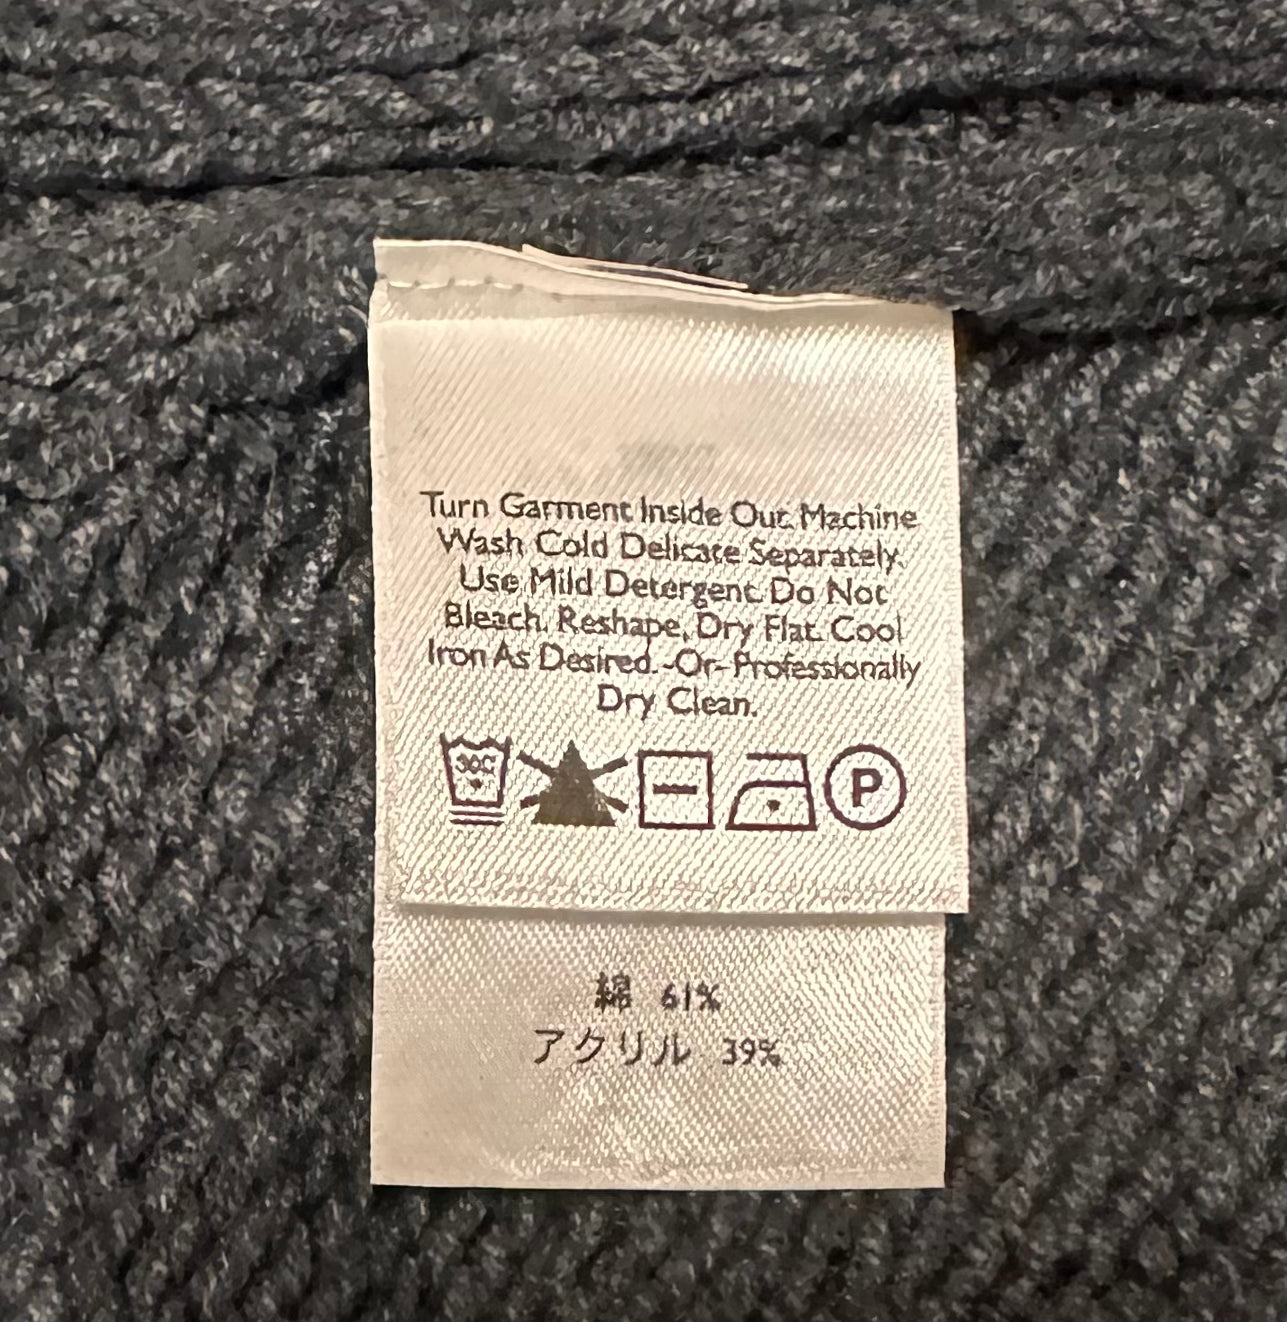 Turn Garment Inside Out. Machine
Wash Cold Delicate Separately.
Use Mild Detergent. Do Not
Bleach. Reshape, Dry Flat. Cool
Iron As Desired. -Or- Professionally
Dry Clean.
30C
P
綿 61%
アクリル 39%